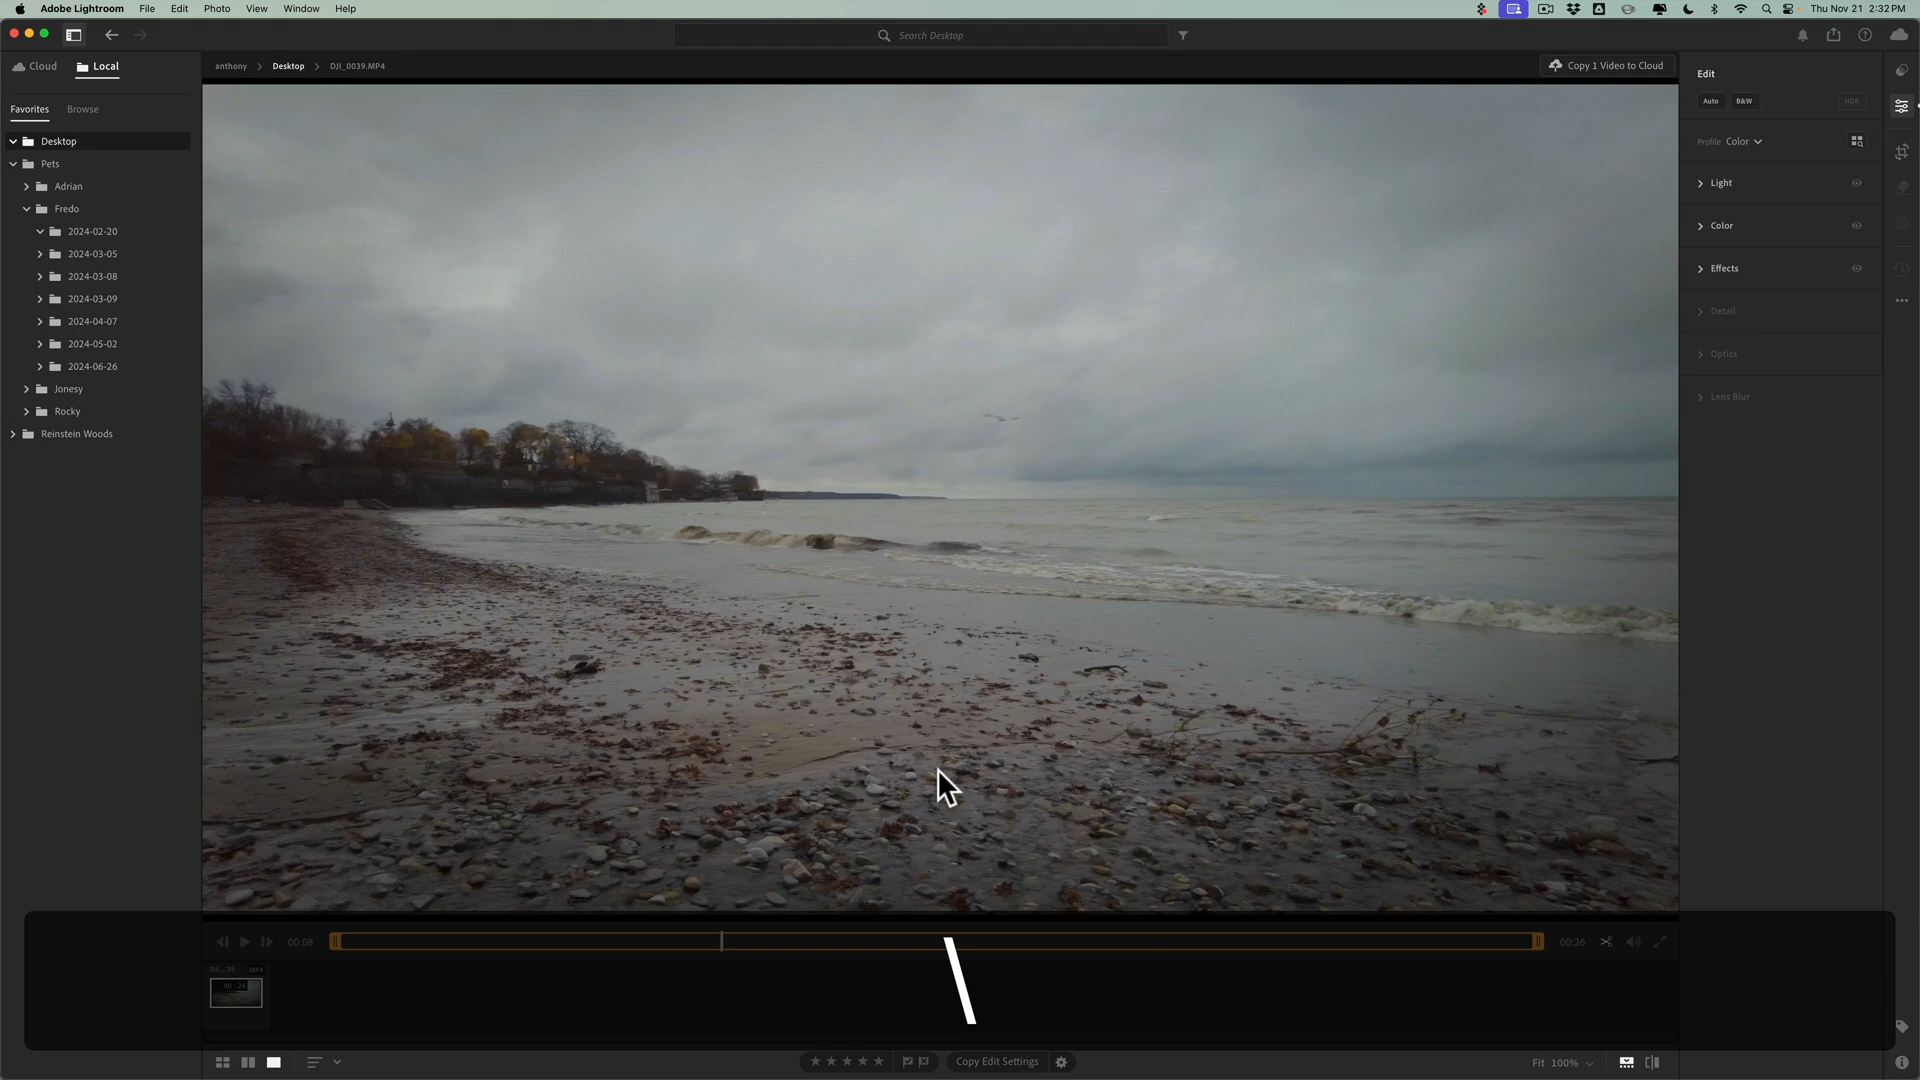 Adobe Lightroom File Edit Photo View Window Help
Thu Nov 21 2:32 PM
Search Desktop
Cloud Local
anthony Desktop DJI_0039.MP4
Copy 1 Video to Cloud
Edit
Favorites Browse
Auto B&W HDR
Desktop
Profile Color
Pets
Adrian
Light
Fredo
Color
2024-02-20
2024-03-05
Effects
2024-03-08
2024-03-09
Detail
2024-04-07
2024-05-02
Optics
2024-06-26
Jonesy
Lens Blur
Rocky
Reinstein Woods
00:08
00:26
\
DJI...39 MP4
00:26
Copy Edit Settings
Fit 100%